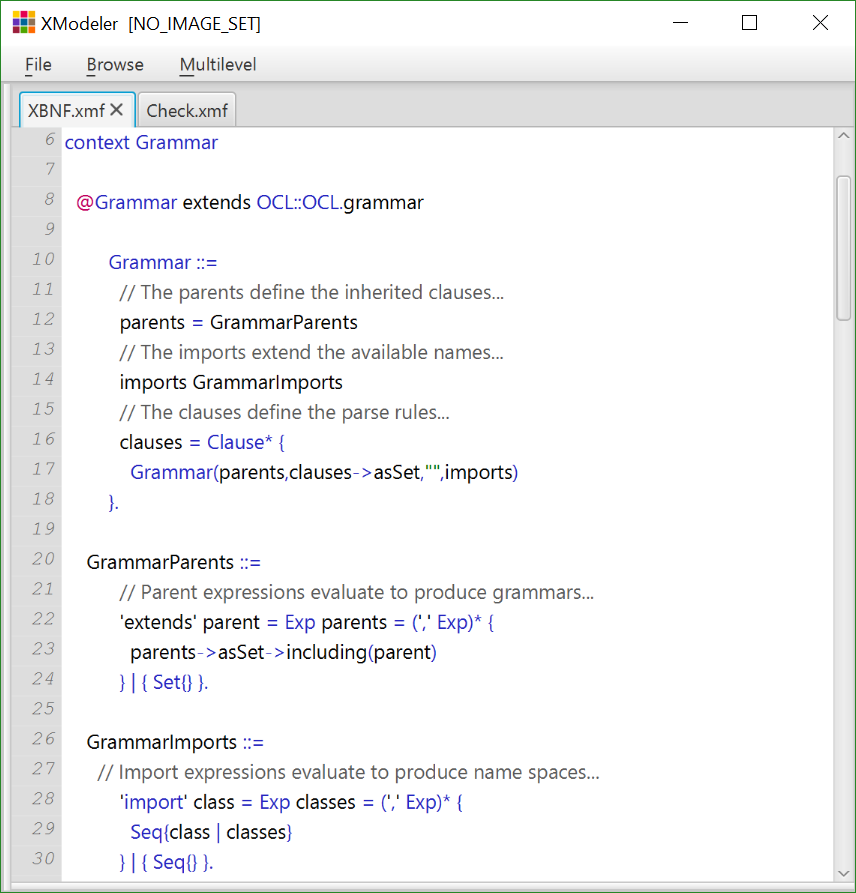 XModeler [NO_IMAGE_SET]
File Browse Multilevel
XBNF.xmf Check.xmf
6 context Grammar
7
8 @Grammar extends OCL::OCL.grammar
9
10 Grammar ::=
11 // The parents define the inherited clauses...
12 parents = GrammarParents
13 // The imports extend the available names...
14 imports GrammarImports
15 // The clauses define the parse rules...
16 clauses = Clause* {
17 Grammar(parents,clauses->asSet,"",imports)
18 }.
19
20 GrammarParents ::=
21 // Parent expressions evaluate to produce grammars...
22 'extends' parent = Exp parents = (',' Exp)* {
23 parents->asSet->including(parent)
24 } | { Set{} }.
25
26 GrammarImports ::=
27 // Import expressions evaluate to produce name spaces...
28 'import' class = Exp classes = (',' Exp)* {
29 Seq{class | classes}
30 } | { Seq{} }.